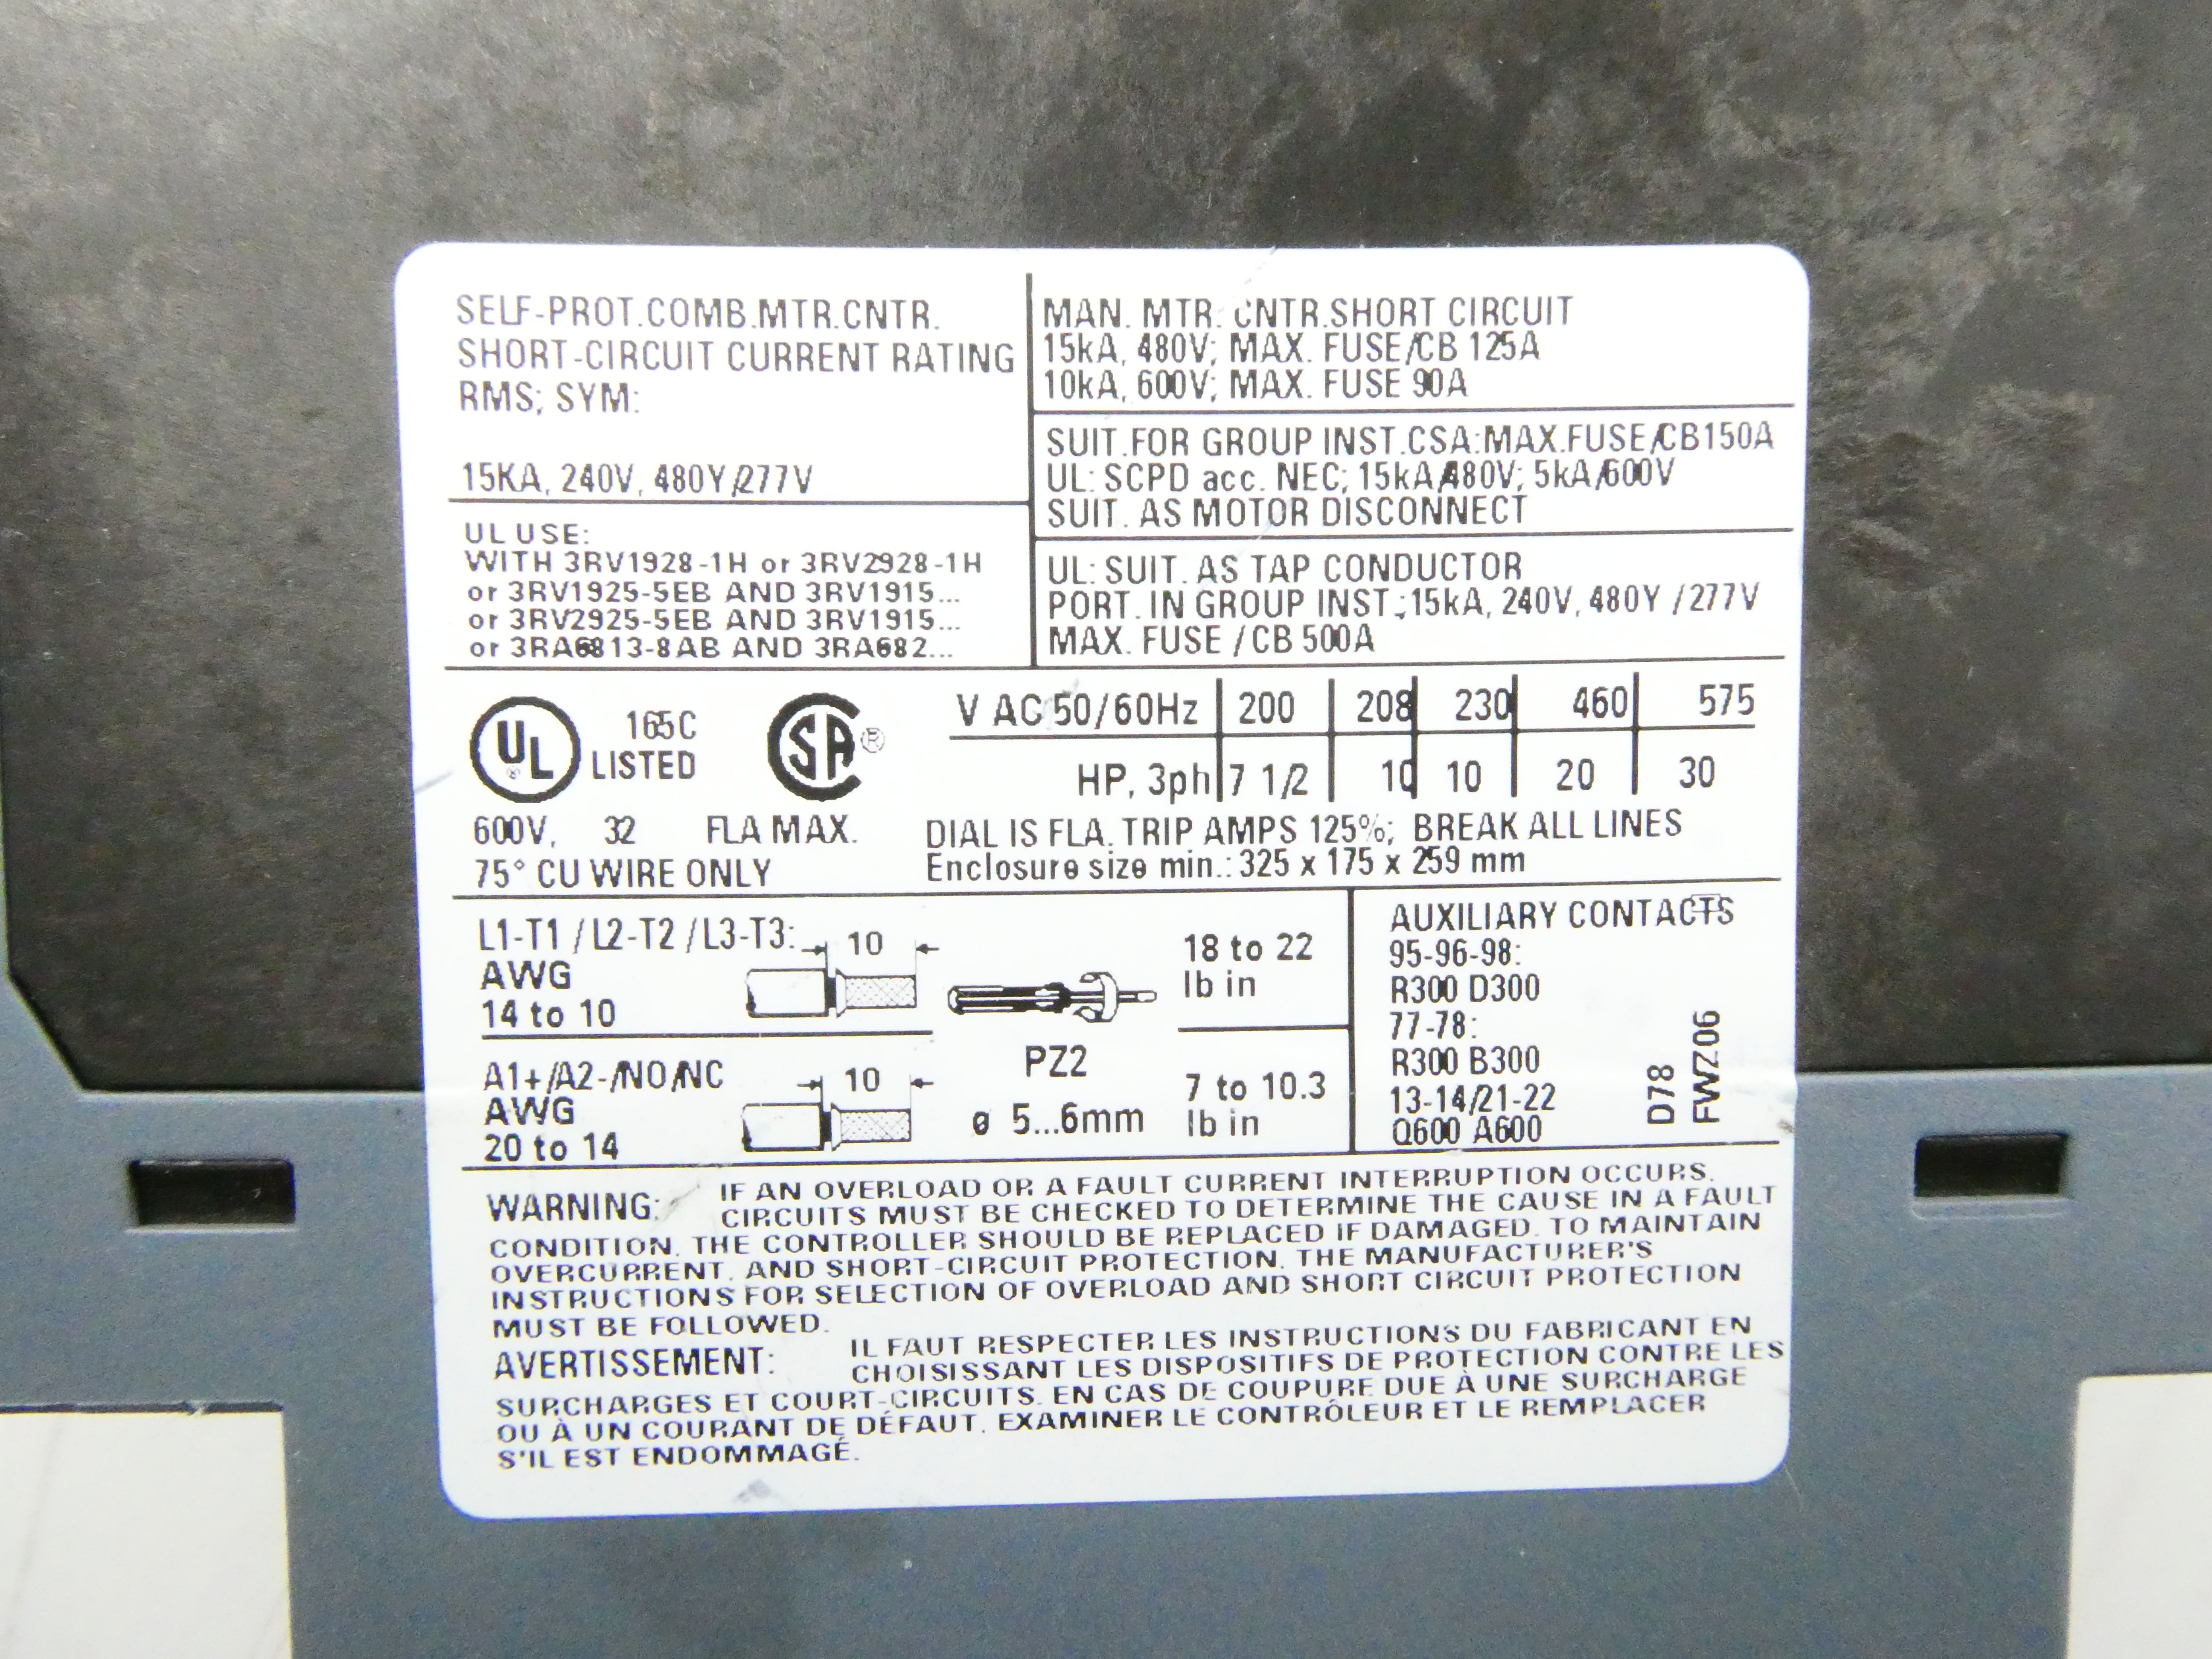 SELF-PROT.COMB.MTR.CNTR.
SHORT-CIRCUIT CURRENT RATING
RMS; SYM:
15KA, 240V, 480Y/277V
UL USE:
WITH 3RV1928-1H or 3RV2928-1H
or 3RV1925-5EB AND 3RV1915...
or 3RV2925-5EB AND 3RV1915...
or 3RA6813-8AB AND 3RA682...
MAN. MTR. CNTR.SHORT CIRCUIT
15kA, 480V; MAX. FUSE/CB 125A
10kA, 600V; MAX. FUSE 90A
SUIT.FOR GROUP INST.CSA:MAX.FUSE/CB150A
UL: SCPD acc. NEC; 15kA/480V; 5kA/600V
SUIT. AS MOTOR DISCONNECT
UL: SUIT. AS TAP CONDUCTOR
PORT. IN GROUP INST.;15kA, 240V, 480Y /277V
MAX. FUSE / CB 500A
UL 165C
LISTED
SA ®
600V, 32 FLA MAX.
75° CU WIRE ONLY
V AC 50/60Hz 200 208 230 460 575
HP, 3ph 7 1/2 10 10 20 30
DIAL IS FLA. TRIP AMPS 125%; BREAK ALL LINES
Enclosure size min.: 325 x 175 x 259 mm
L1-T1 / L2-T2 / L3-T3: 10
AWG
14 to 10
18 to 22
lb in
A1+/A2-/NO/NC 10
AWG
20 to 14
PZ2
ø 5...6mm
7 to 10.3
lb in
AUXILIARY CONTACTS
95-96-98:
R300 D300
77-78:
R300 B300
13-14/21-22
Q600 A600
D78
FWZ06
WARNING: IF AN OVERLOAD OR A FAULT CURRENT INTERRUPTION OCCURS,
CIRCUITS MUST BE CHECKED TO DETERMINE THE CAUSE IN A FAULT
CONDITION. THE CONTROLLER SHOULD BE REPLACED IF DAMAGED. TO MAINTAIN
OVERCURRENT, AND SHORT-CIRCUIT PROTECTION, THE MANUFACTURER'S
INSTRUCTIONS FOR SELECTION OF OVERLOAD AND SHORT CIRCUIT PROTECTION
MUST BE FOLLOWED.
AVERTISSEMENT: IL FAUT RESPECTER LES INSTRUCTIONS DU FABRICANT EN
CHOISISSANT LES DISPOSITIFS DE PROTECTION CONTRE LES
SURCHARGES ET COURT-CIRCUITS. EN CAS DE COUPURE DUE À UNE SURCHARGE
OU À UN COURANT DE DÉFAUT, EXAMINER LE CONTRÔLEUR ET LE REMPLACER
S'IL EST ENDOMMAGÉ.